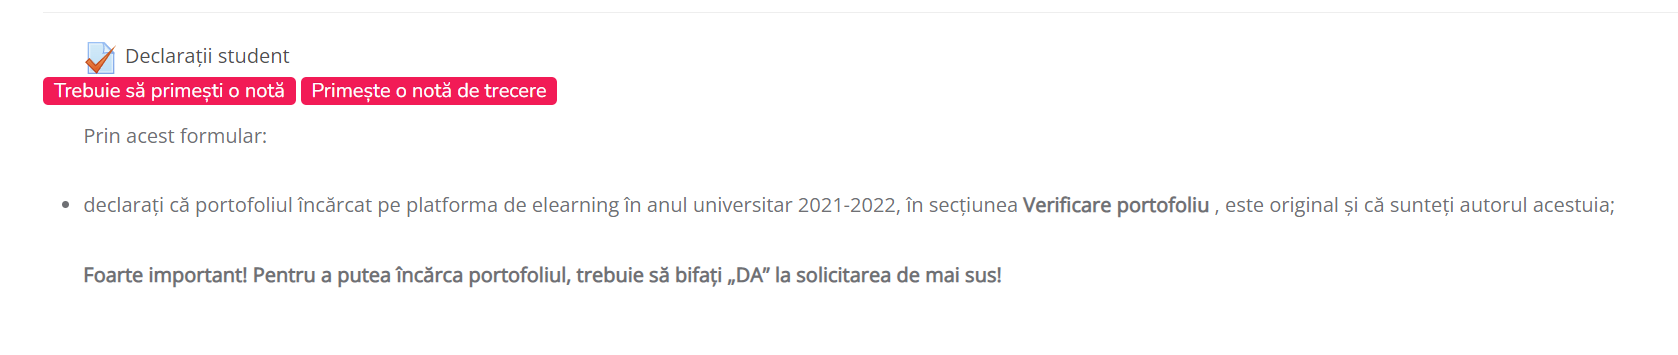 Declarații student
Trebuie să primești o notă Primește o notă de trecere
Prin acest formular:
• declarați că portofoliul încărcat pe platforma de elearning în anul universitar 2021-2022, în secțiunea Verificare portofoliu , este original și că sunteți autorul acestuia;
Foarte important! Pentru a putea încărca portofoliul, trebuie să bifați „DA” la solicitarea de mai sus!